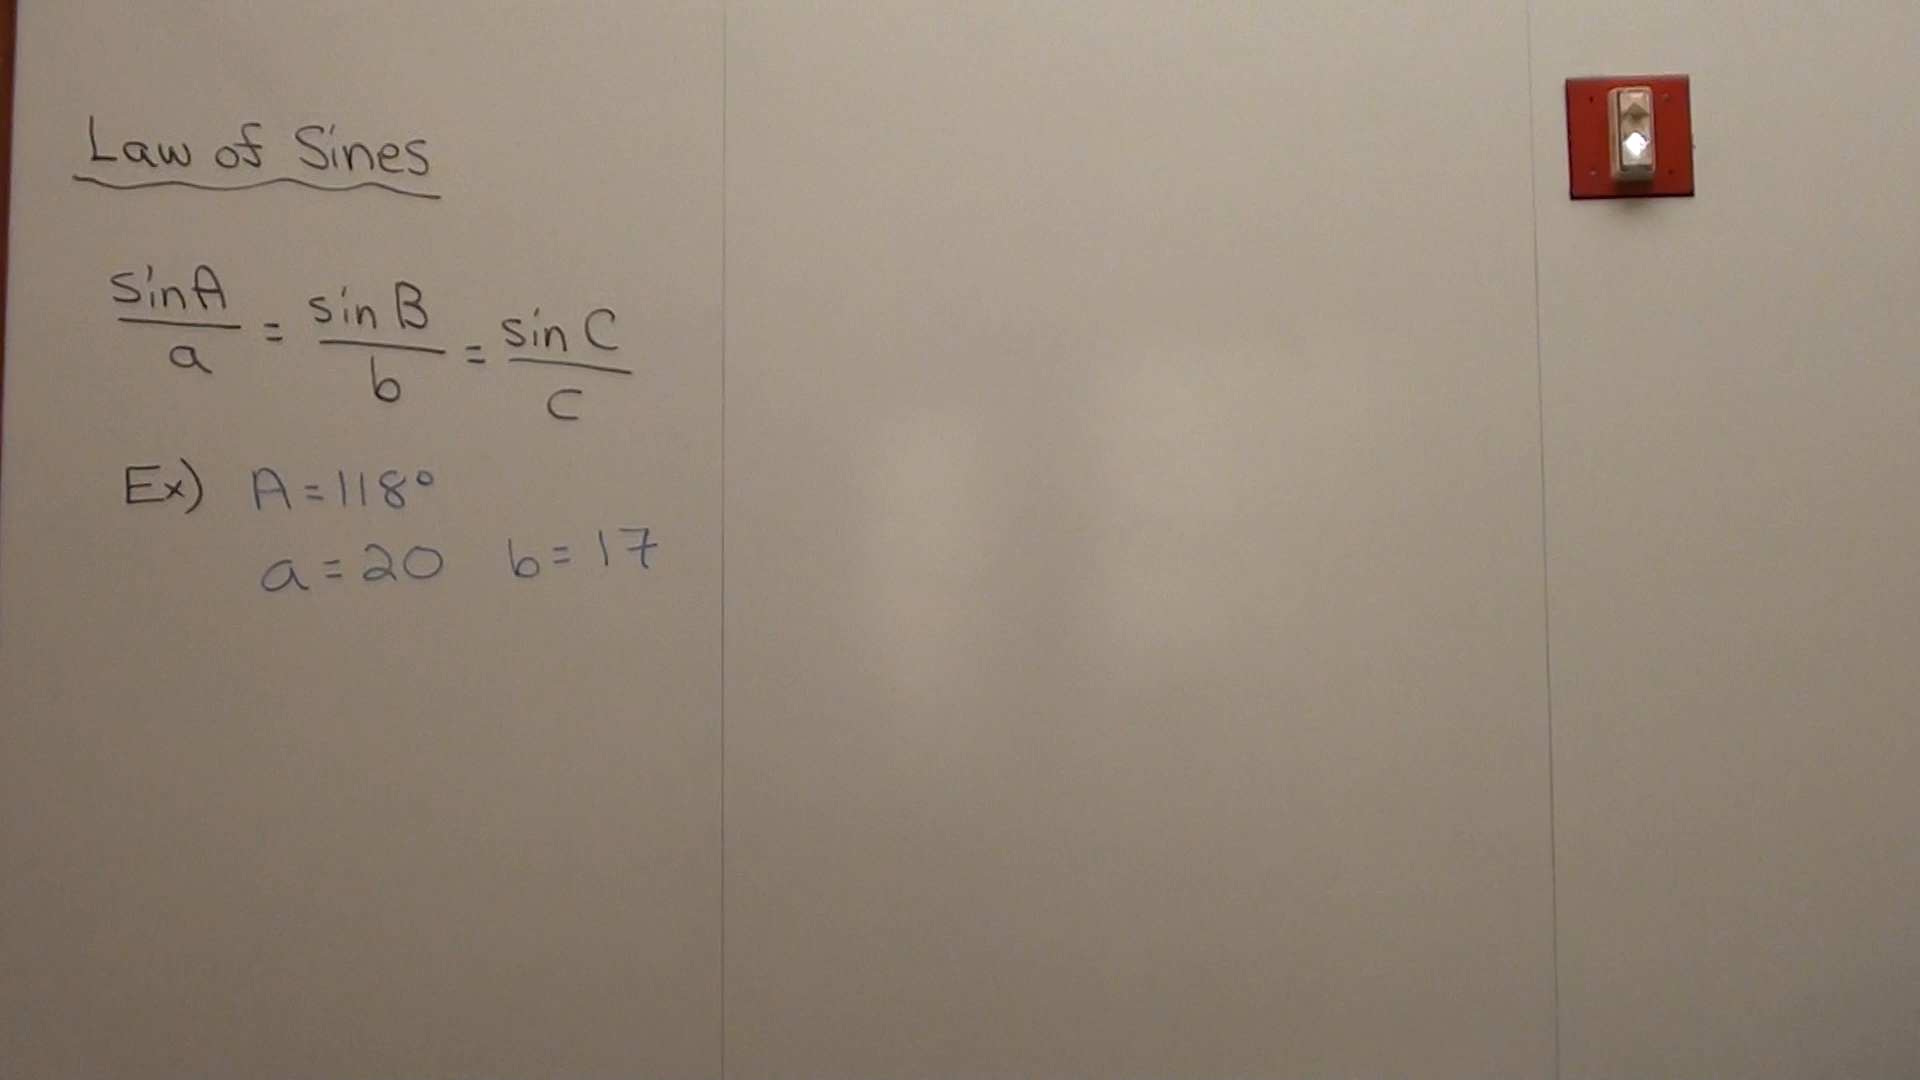 Law of Sines
sinA/a = sin B/b = sin C/c
Ex) A=118°
a=20 b=17